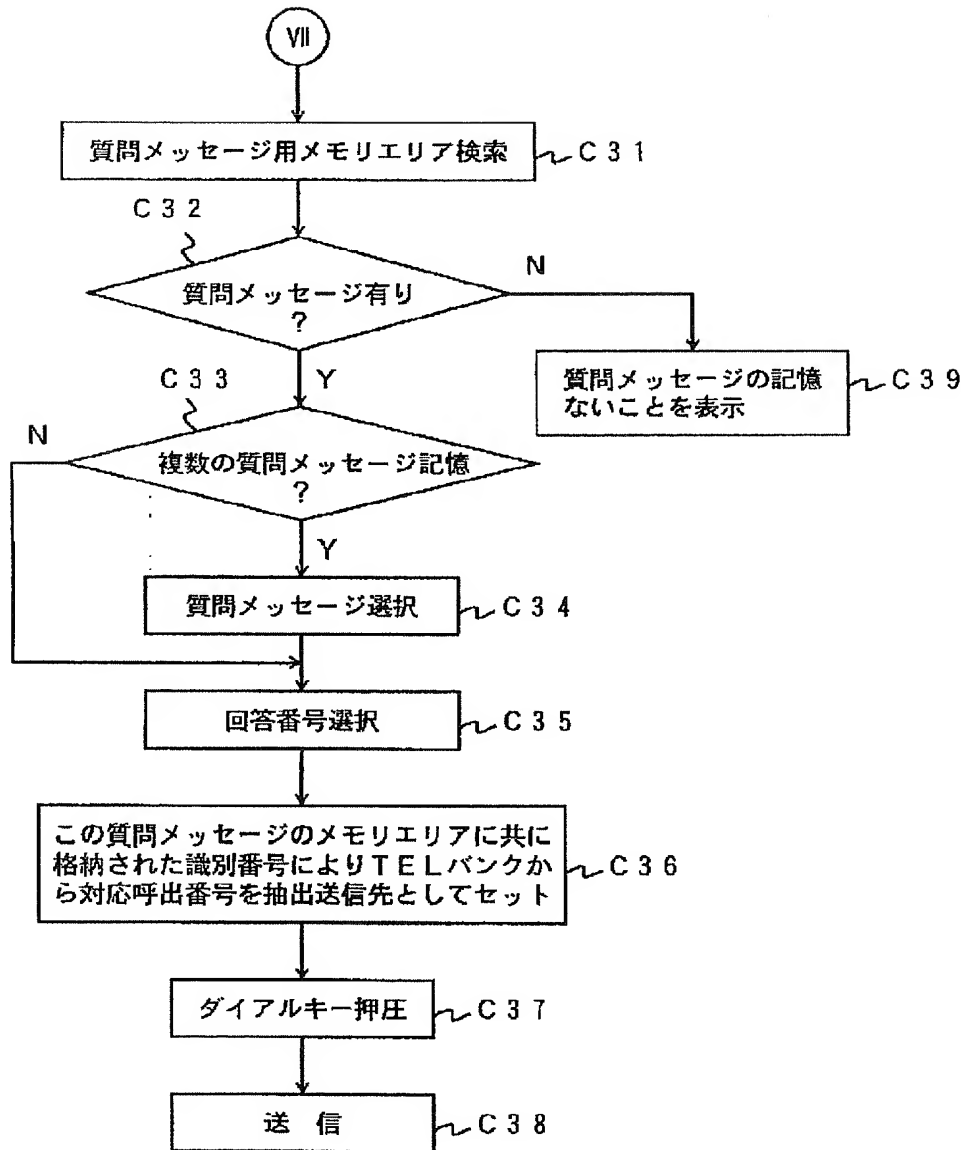 VII
質問メッセージ用メモリエリア検索
C31
C32
質問メッセージ有り
?
N
Y
質問メッセージの記憶
ないことを表示
C39
C33
N
複数の質問メッセージ記憶
?
Y
質問メッセージ選択
C34
回答番号選択
C35
この質問メッセージのメモリエリアに共に
格納された識別番号によりTELバンクか
ら対応呼出番号を抽出送信先としてセット
C36
ダイアルキー押圧
C37
送 信
C38